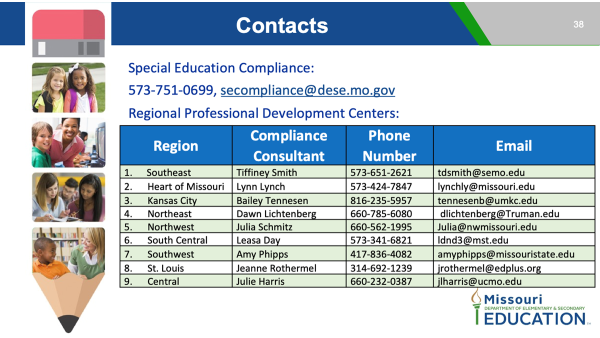 Contacts
38
Special Education Compliance:
573-751-0699, secompliance@dese.mo.gov
Regional Professional Development Centers:
Region Compliance Consultant Phone Number Email
1. Southeast Tiffiney Smith 573-651-2621 tdsmith@semo.edu
2. Heart of Missouri Lynn Lynch 573-424-7847 lynchly@missouri.edu
3. Kansas City Bailey Tennesen 816-235-5957 tennesenb@umkc.edu
4. Northeast Dawn Lichtenberg 660-785-6080 dlichtenberg@Truman.edu
5. Northwest Julia Schmitz 660-562-1995 Julia@nwmissouri.edu
6. South Central Leasa Day 573-341-6821 ldnd3@mst.edu
7. Southwest Amy Phipps 417-836-4082 amyphipps@missouristate.edu
8. St. Louis Jeanne Rothermel 314-692-1239 jrothermel@edplus.org
9. Central Julie Harris 660-232-0387 jlharris@ucmo.edu
Missouri
DEPARTMENT OF ELEMENTARY & SECONDARY
EDUCATION